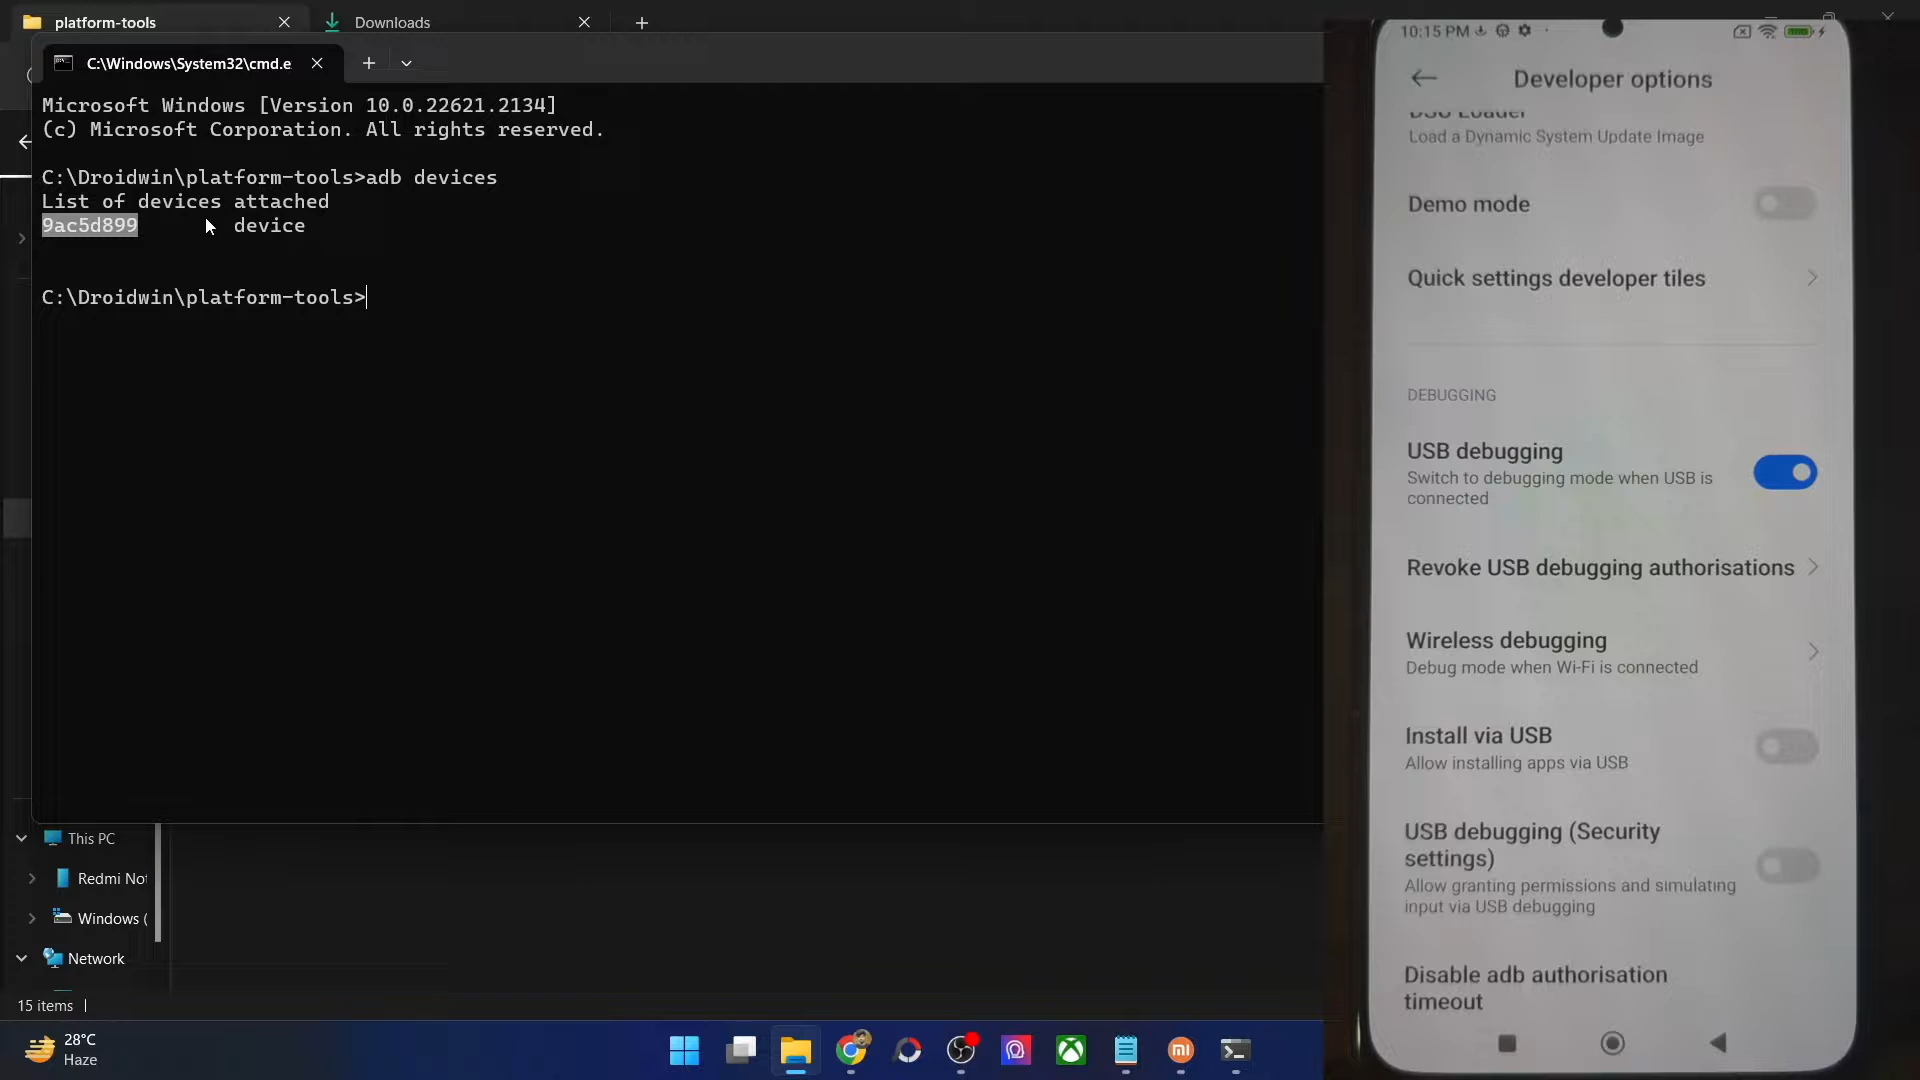 platform-tools
Downloads
C:\Windows\System32\cmd.e
Microsoft Windows [Version 10.0.22621.2134]
(c) Microsoft Corporation. All rights reserved.
C:\Droidwin\platform-tools>adb devices
List of devices attached
9ac5d899 device
C:\Droidwin\platform-tools>
This PC
Redmi Not
Windows (
Network
15 items
28°C
Haze
10:15 PM
Developer options
DSU Loader
Load a Dynamic System Update Image
Demo mode
Quick settings developer tiles
DEBUGGING
USB debugging
Switch to debugging mode when USB is
connected
Revoke USB debugging authorisations
Wireless debugging
Debug mode when Wi-Fi is connected
Install via USB
Allow installing apps via USB
USB debugging (Security
settings)
Allow granting permissions and simulating
input via USB debugging
Disable adb authorisation
timeout